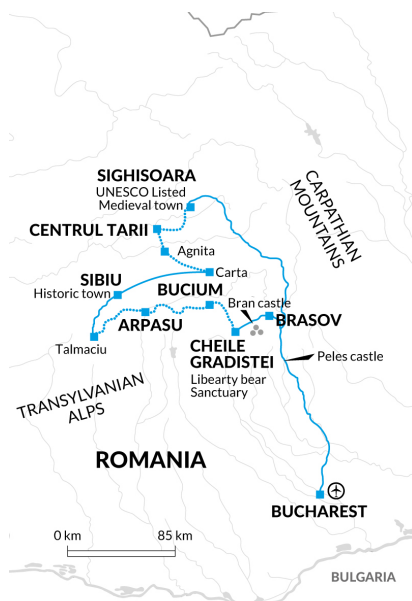 SIGHISOARA
UNESCO Listed
Medieval town
CARPATHIAN
MOUNTAINS
CENTRUL TARII
Agnita
SIBIU
Historic town
Carta
BUCIUM
Bran castle
ARPASU
BRASOV
Talmaciu
CHEILE
GRADISTEI
Libearty bear
Sanctuary
Peles castle
TRANSYLVANIAN
ALPS
ROMANIA
BUCHAREST
0 km
85 km
BULGARIA